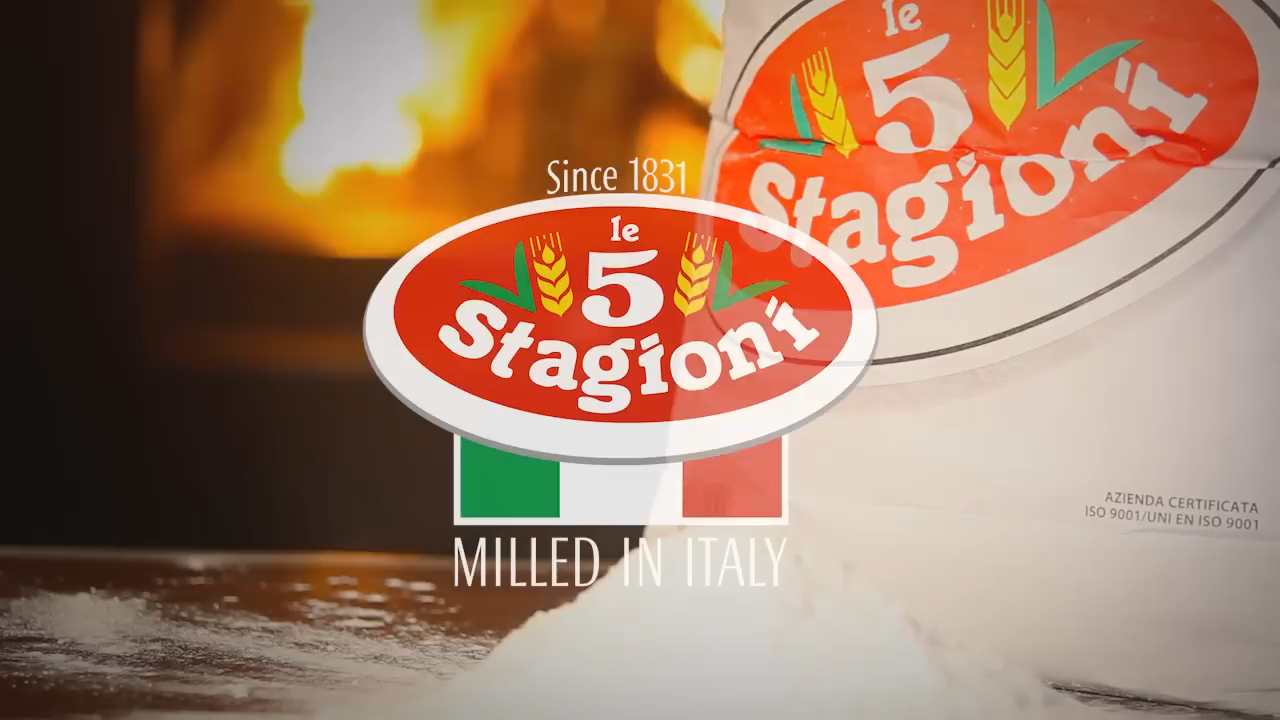 le
5
Stagioni
Since 1831
le
5
Stagioni
AZIENDA CERTIFICATA
ISO 9001/UNI EN ISO 9001
MILLED IN ITALY